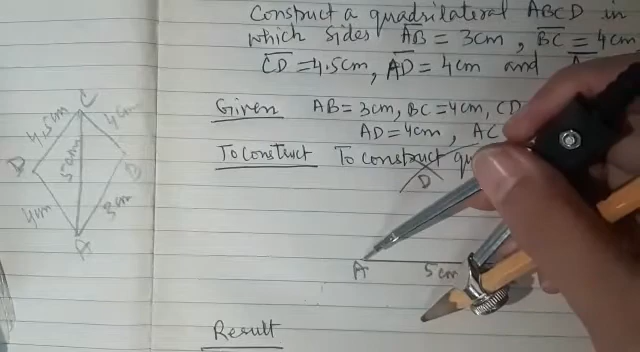 Construct a quadrilateral ABCD in
which sides AB = 3cm, BC = 4cm
CD = 4.5cm, AD = 4cm and A
Given AB = 3cm, BC = 4cm, CD
AD = 4cm, AC
To construct To construct qu
D
A 5cm
Result
C
4.5cm 4cm
5cm
D B
4cm 3cm
A